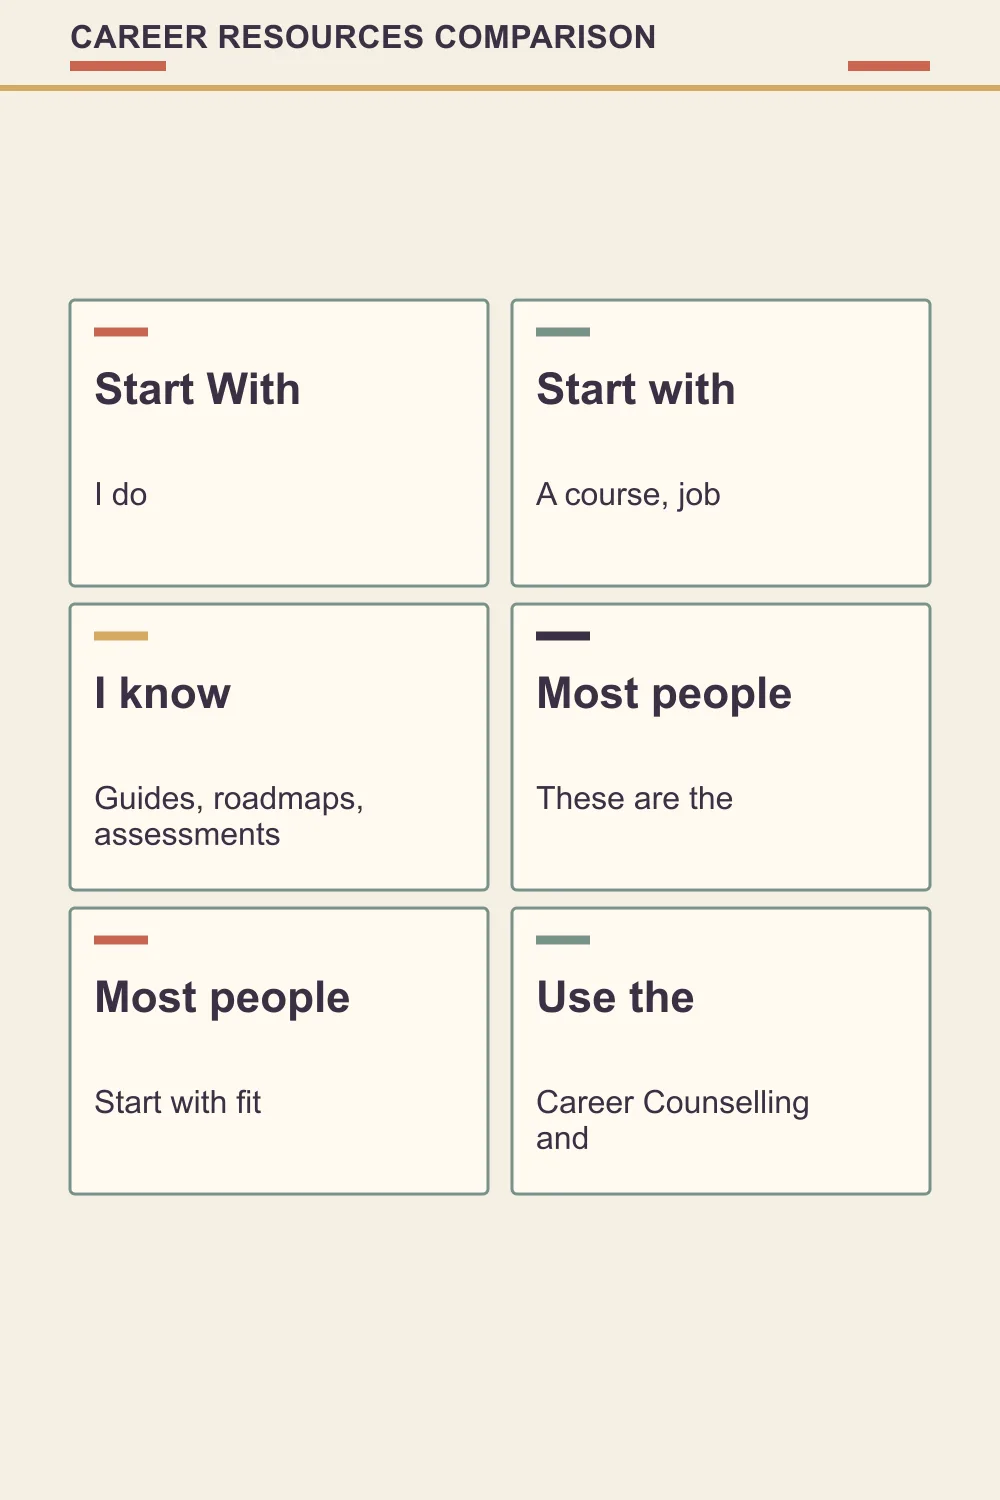 CAREER RESOURCES COMPARISON
Start With
I do
Start with
A course, job
I know
Guides, roadmaps,
assessments
Most people
These are the
Most people
Start with fit
Use the
Career Counselling
and